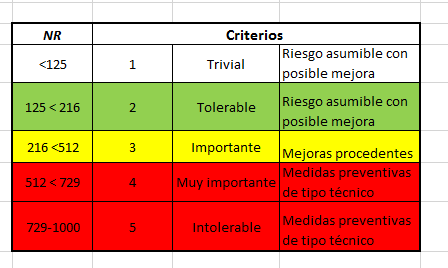 NR Criterios
<125 1 Trivial Riesgo asumible con
posible mejora
125 < 216 2 Tolerable Riesgo asumible con
posible mejora
216 <512 3 Importante Mejoras procedentes
512 < 729 4 Muy importante Medidas preventivas
de tipo técnico
729-1000 5 Intolerable Medidas preventivas
de tipo técnico